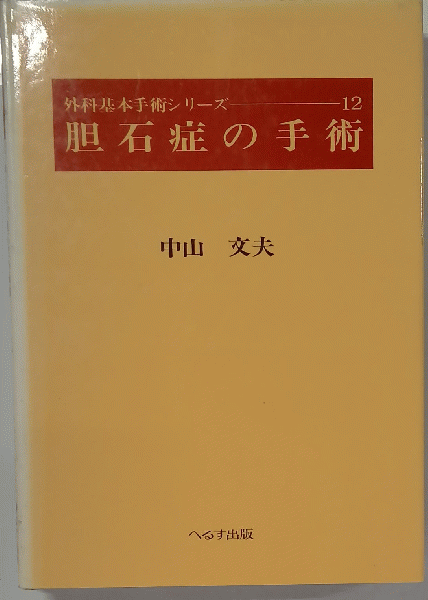 外科基本手術シリーズ――12
胆石症の手術
中山 文夫
へるす出版